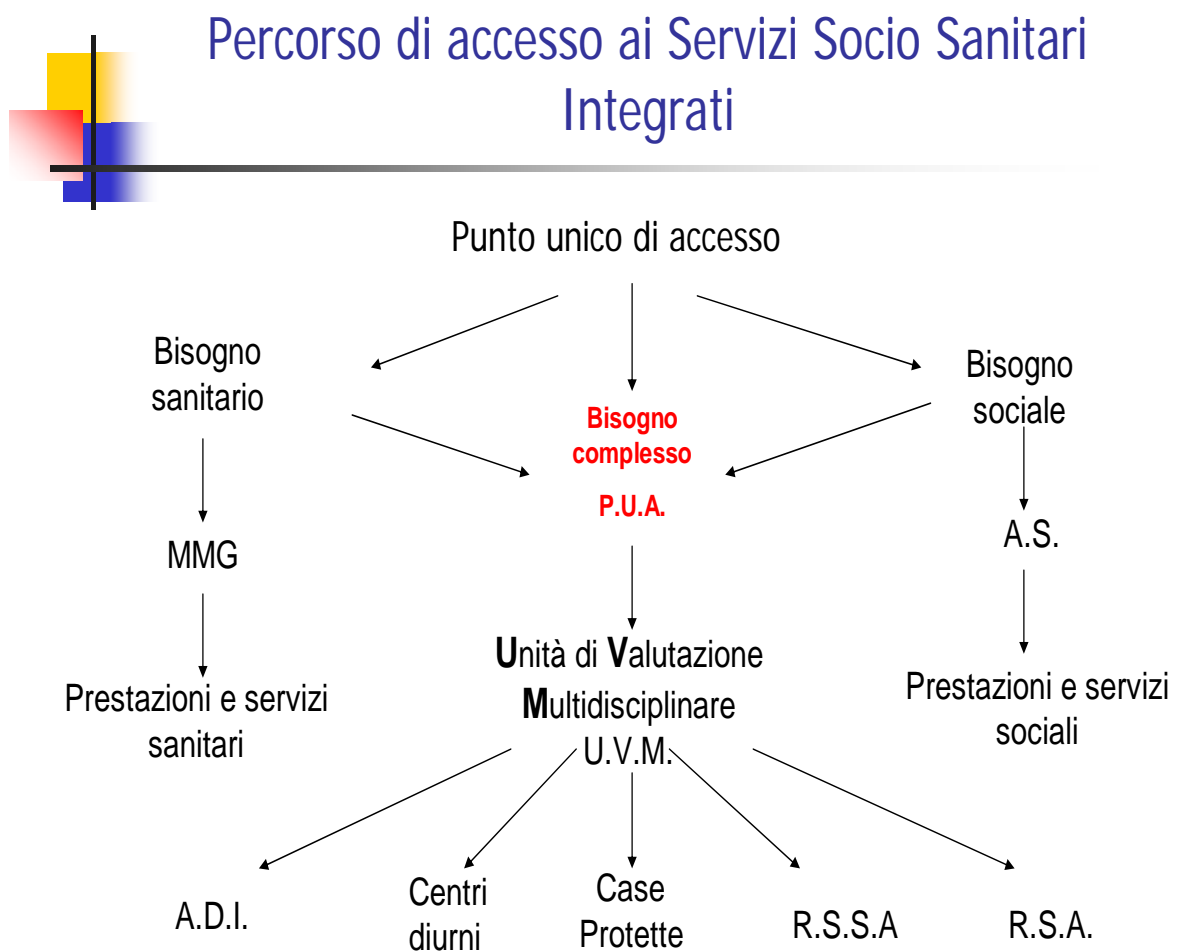 Percorso di accesso ai Servizi Socio Sanitari
Integrati
Punto unico di accesso
Bisogno
sanitario
Bisogno
complesso
P.U.A.
Bisogno
sociale
MMG
A.S.
Prestazioni e servizi
sanitari
Unità di Valutazione
Multidisciplinare
U.V.M.
Prestazioni e servizi
sociali
A.D.I.
Centri
diurni
Case
Protette
R.S.S.A
R.S.A.